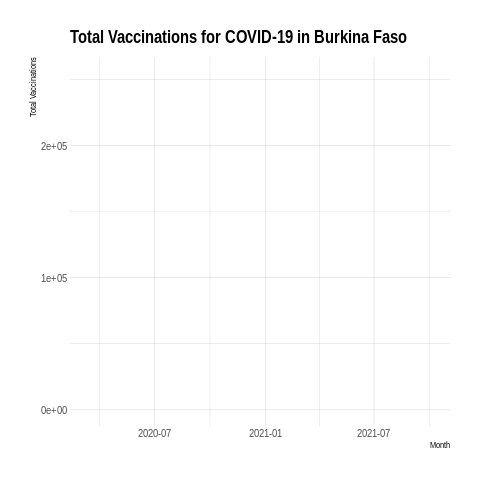 Total Vaccinations for COVID-19 in Burkina Faso
Total Vaccinations
2e+05
1e+05
0e+00
2020-07
2021-01
2021-07
Month